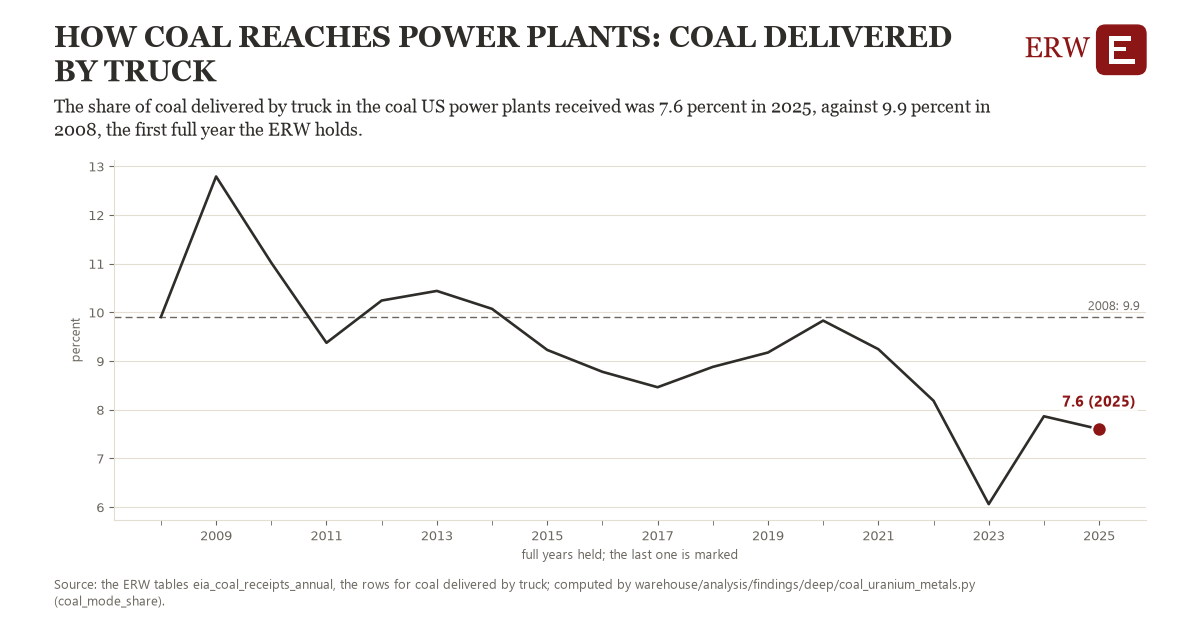 HOW COAL REACHES POWER PLANTS: COAL DELIVERED
BY TRUCK
ERW E
The share of coal delivered by truck in the coal US power plants received was 7.6 percent in 2025, against 9.9 percent in
2008, the first full year the ERW holds.
13
12
11
10
9
8
7
6
percent
2008: 9.9
7.6 (2025)
2009 2011 2013 2015 2017 2019 2021 2023 2025
full years held; the last one is marked
Source: the ERW tables eia_coal_receipts_annual, the rows for coal delivered by truck; computed by warehouse/analysis/findings/deep/coal_uranium_metals.py
(coal_mode_share).